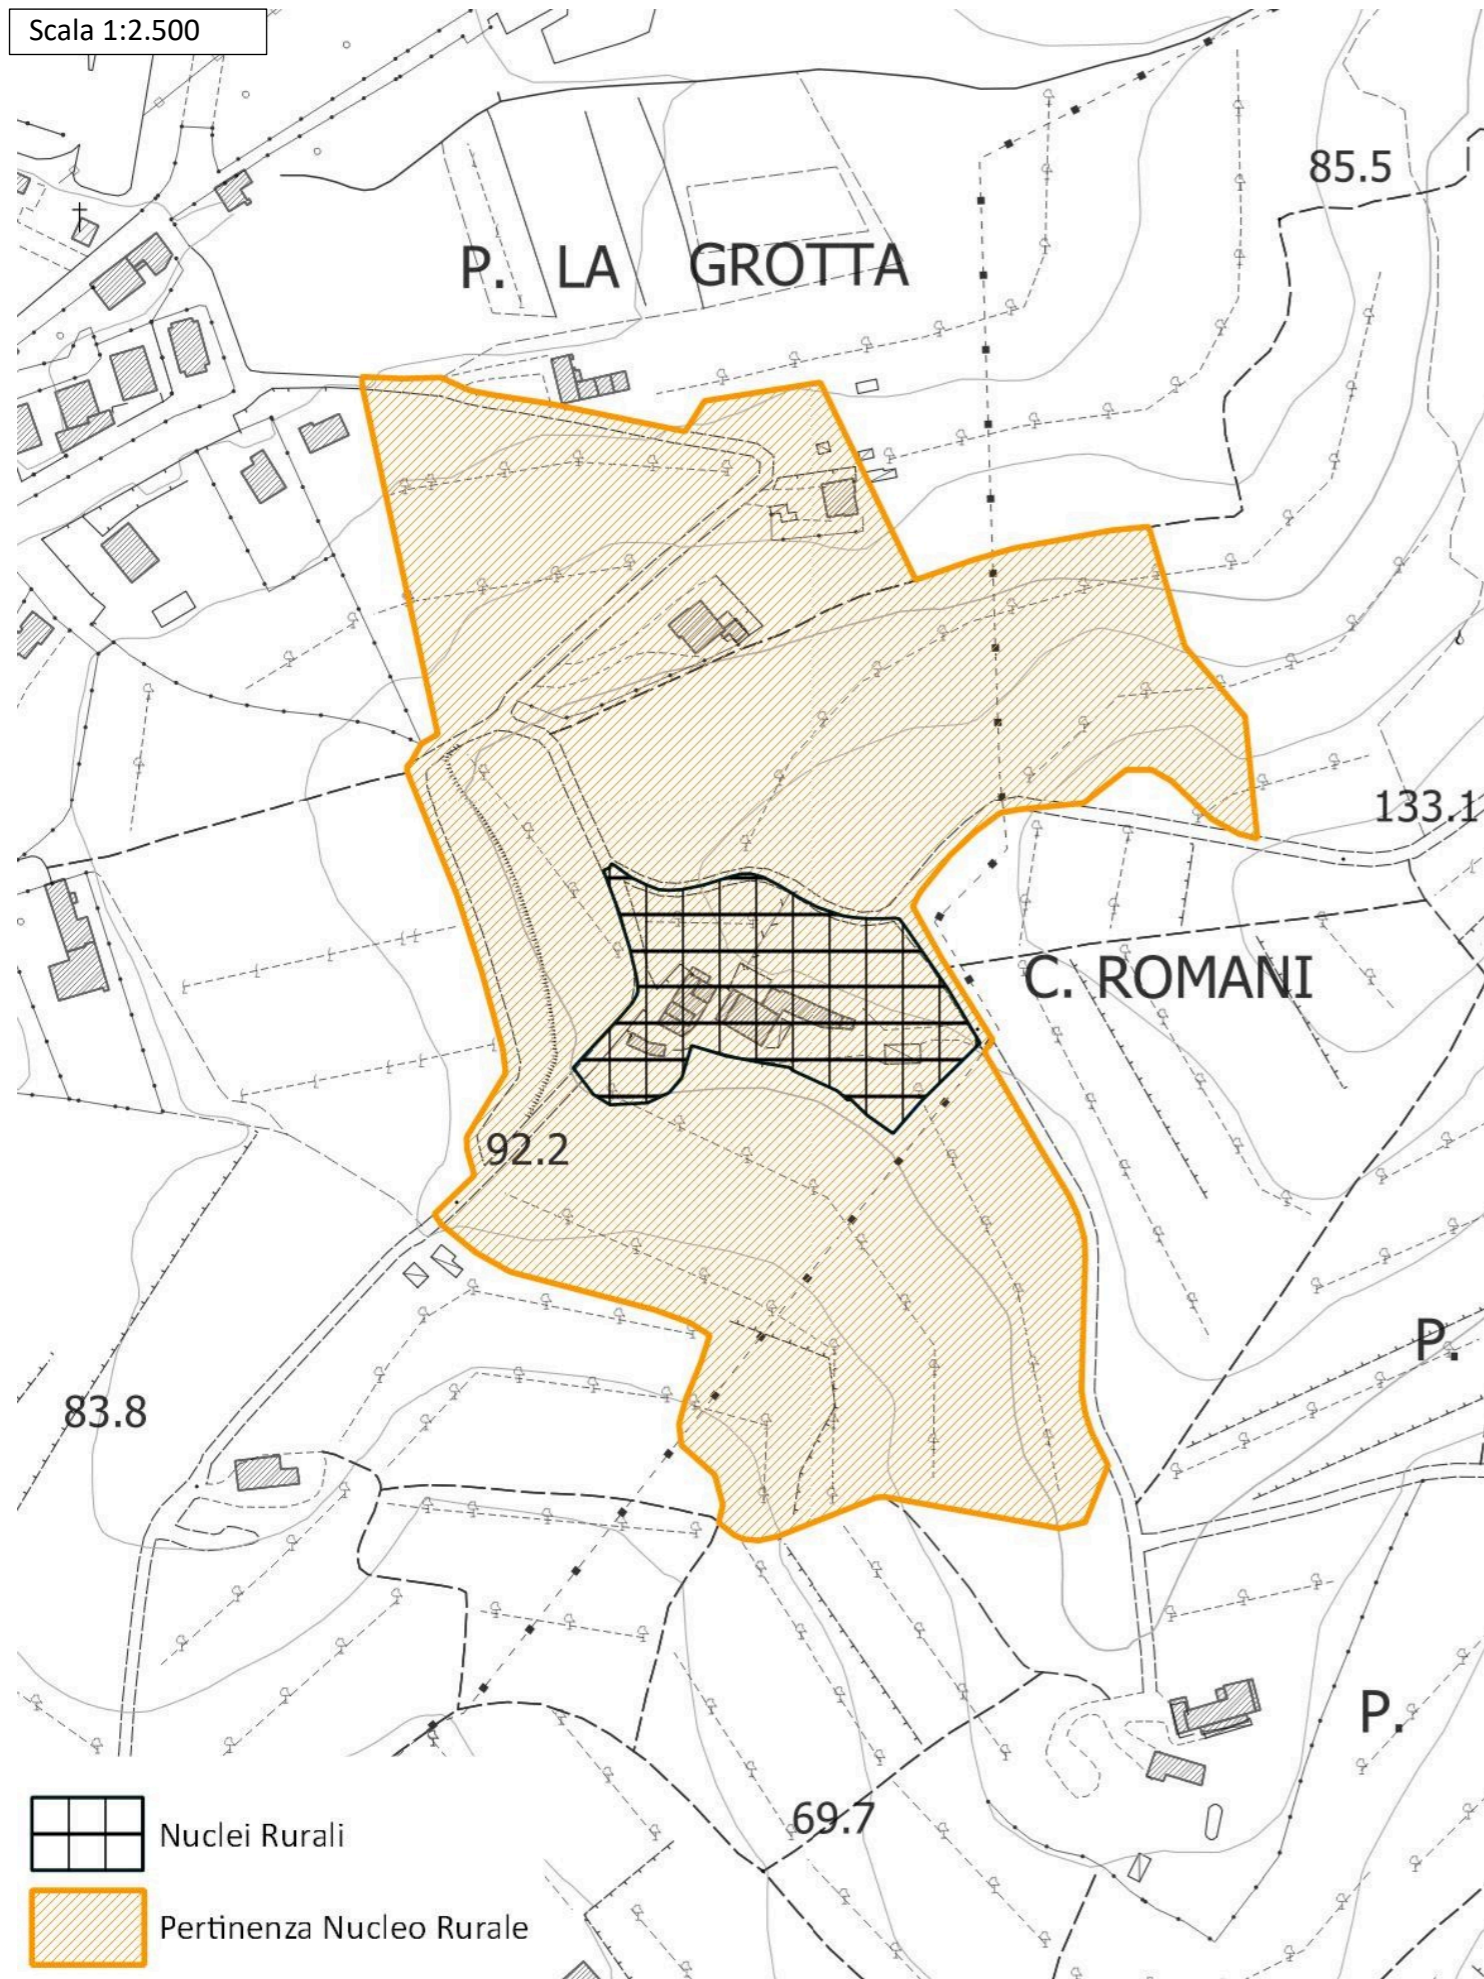 Scala 1:2.500
85.5
P. LA GROTTA
133.1
C. ROMANI
92.2
P.
83.8
P.
69.7
Nuclei Rurali
Pertinenza Nucleo Rurale